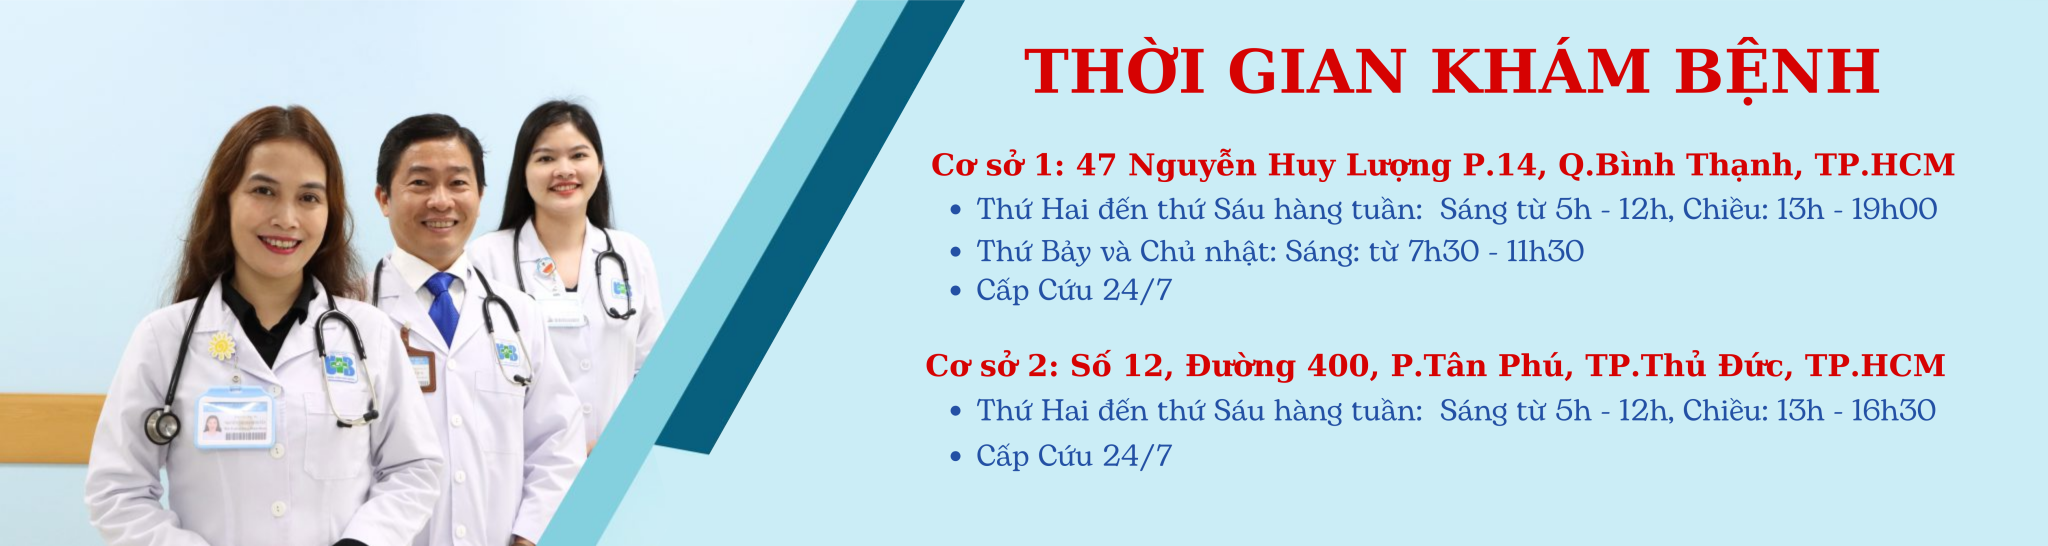 THỜI GIAN KHÁM BỆNH
Cơ sở 1: 47 Nguyễn Huy Lượng P.14, Q.Bình Thạnh, TP.HCM
• Thứ Hai đến thứ Sáu hàng tuần: Sáng từ 5h - 12h, Chiều: 13h - 19h00
• Thứ Bảy và Chủ nhật: Sáng: từ 7h30 - 11h30
• Cấp Cứu 24/7
Cơ sở 2: Số 12, Đường 400, P.Tân Phú, TP.Thủ Đức, TP.HCM
• Thứ Hai đến thứ Sáu hàng tuần: Sáng từ 5h - 12h, Chiều: 13h - 16h30
• Cấp Cứu 24/7